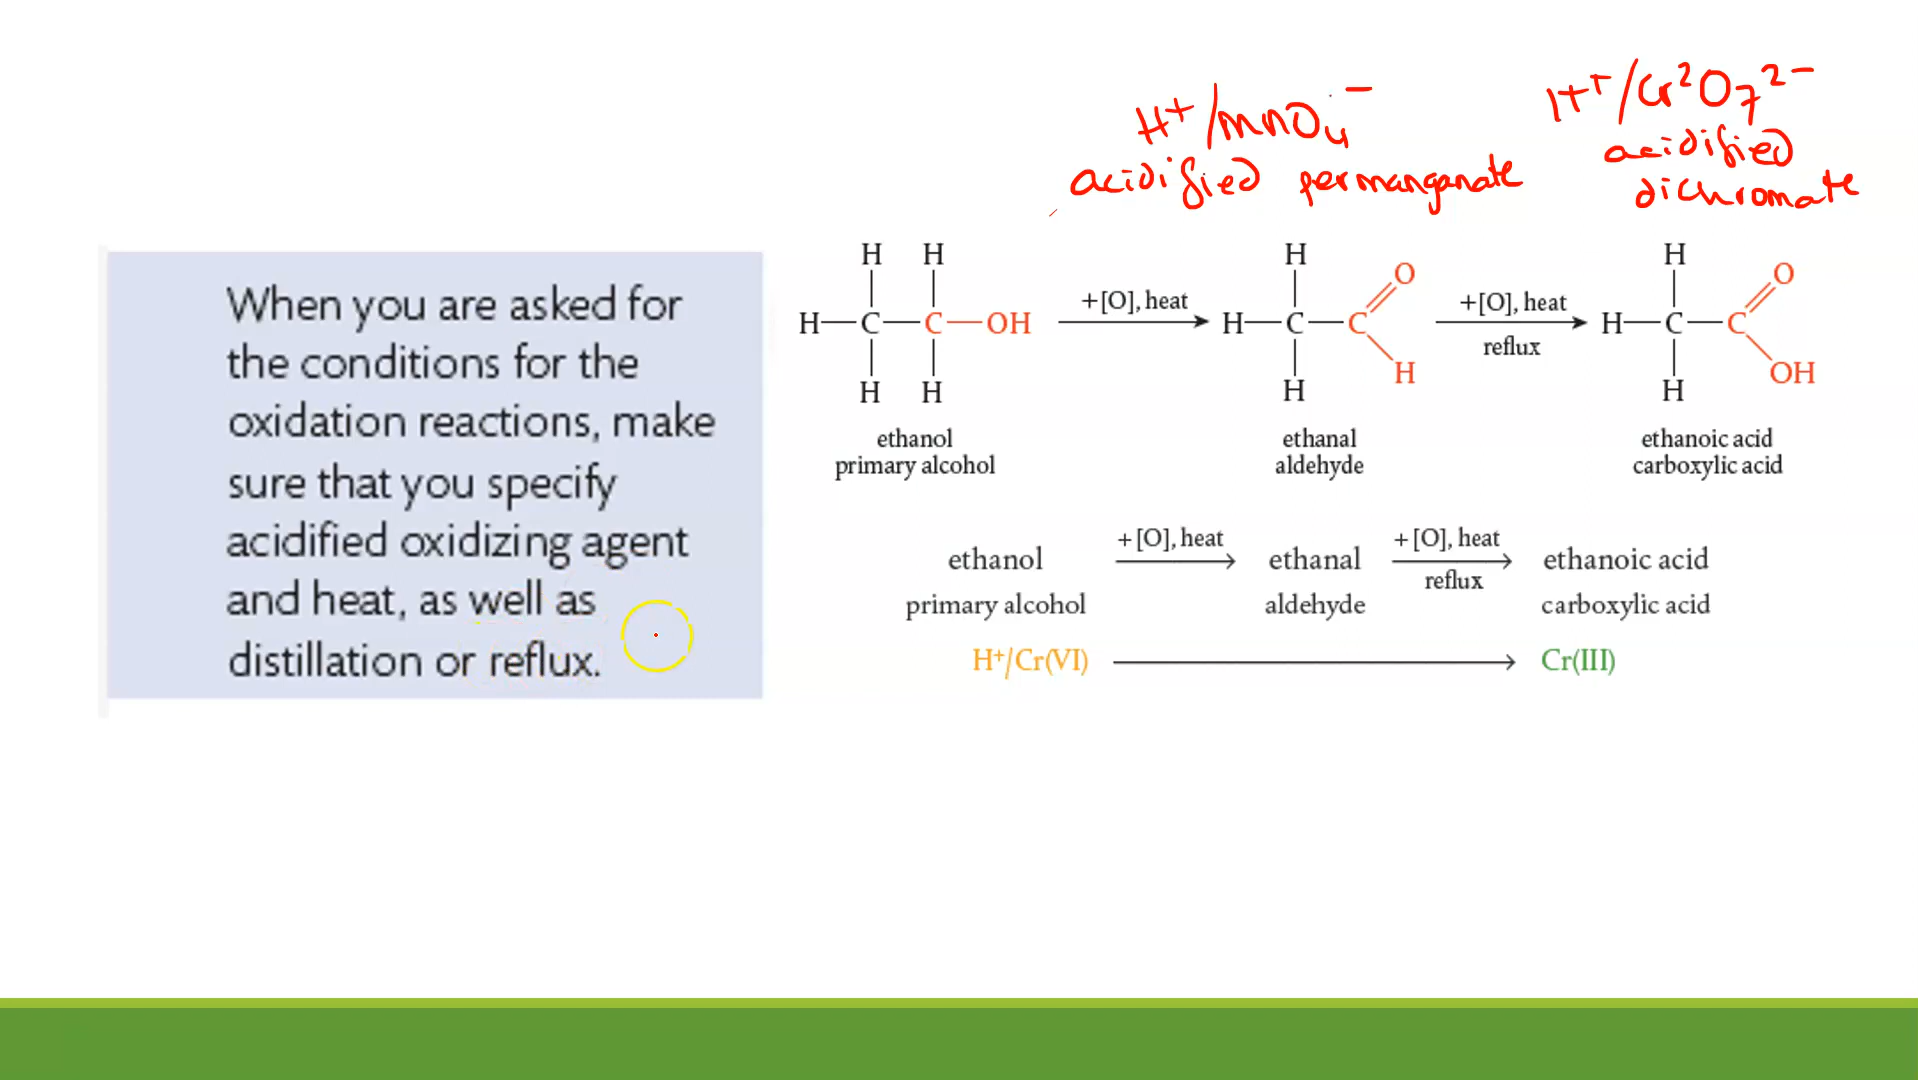 H⁺/MnO₄⁻
acidified permanganate
H⁺/Cr²O₇²⁻
acidified
dichromate
When you are asked for
the conditions for the
oxidation reactions, make
sure that you specify
acidified oxidizing agent
and heat, as well as
distillation or reflux.
H H
H—C—C—OH
H H
ethanol
primary alcohol
+[O], heat
H O
H—C—C
H H
ethanal
aldehyde
+[O], heat
reflux
H O
H—C—C
H OH
ethanoic acid
carboxylic acid
ethanol +[O], heat ethanal +[O], heat ethanoic acid
reflux
primary alcohol aldehyde carboxylic acid
H⁺/Cr(VI) Cr(III)